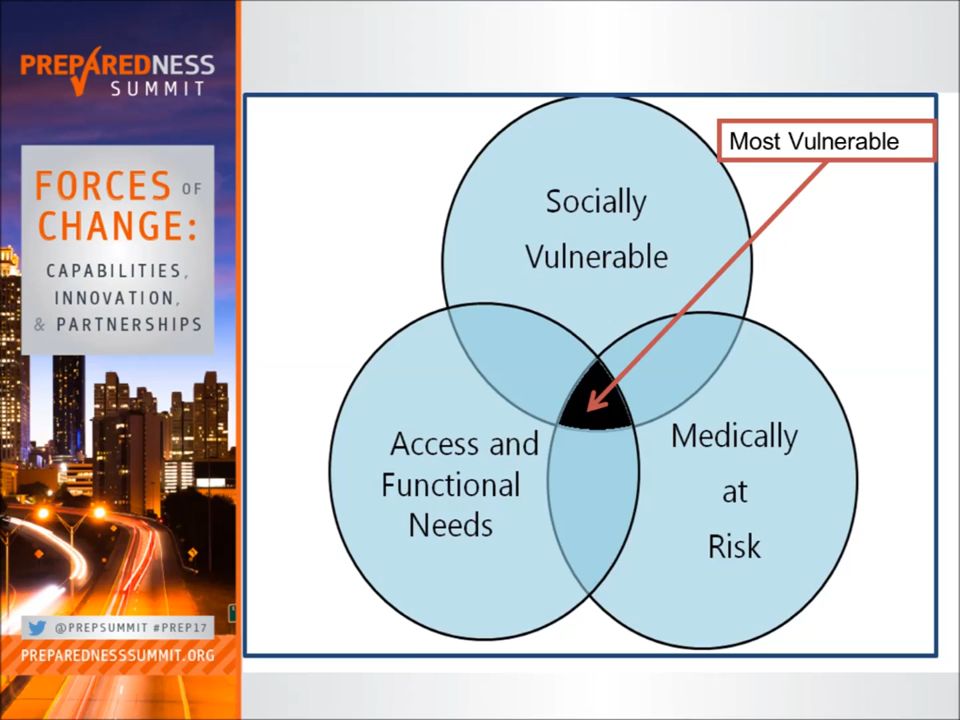 PREPAREDNESS
SUMMIT
FORCES OF
CHANGE:
CAPABILITIES,
INNOVATION,
& PARTNERSHIPS
@PREPSUMMIT #PREP17
PREPAREDNESSSUMMIT.ORG
Most Vulnerable
Socially
Vulnerable
Access and
Functional
Needs
Medically
at
Risk